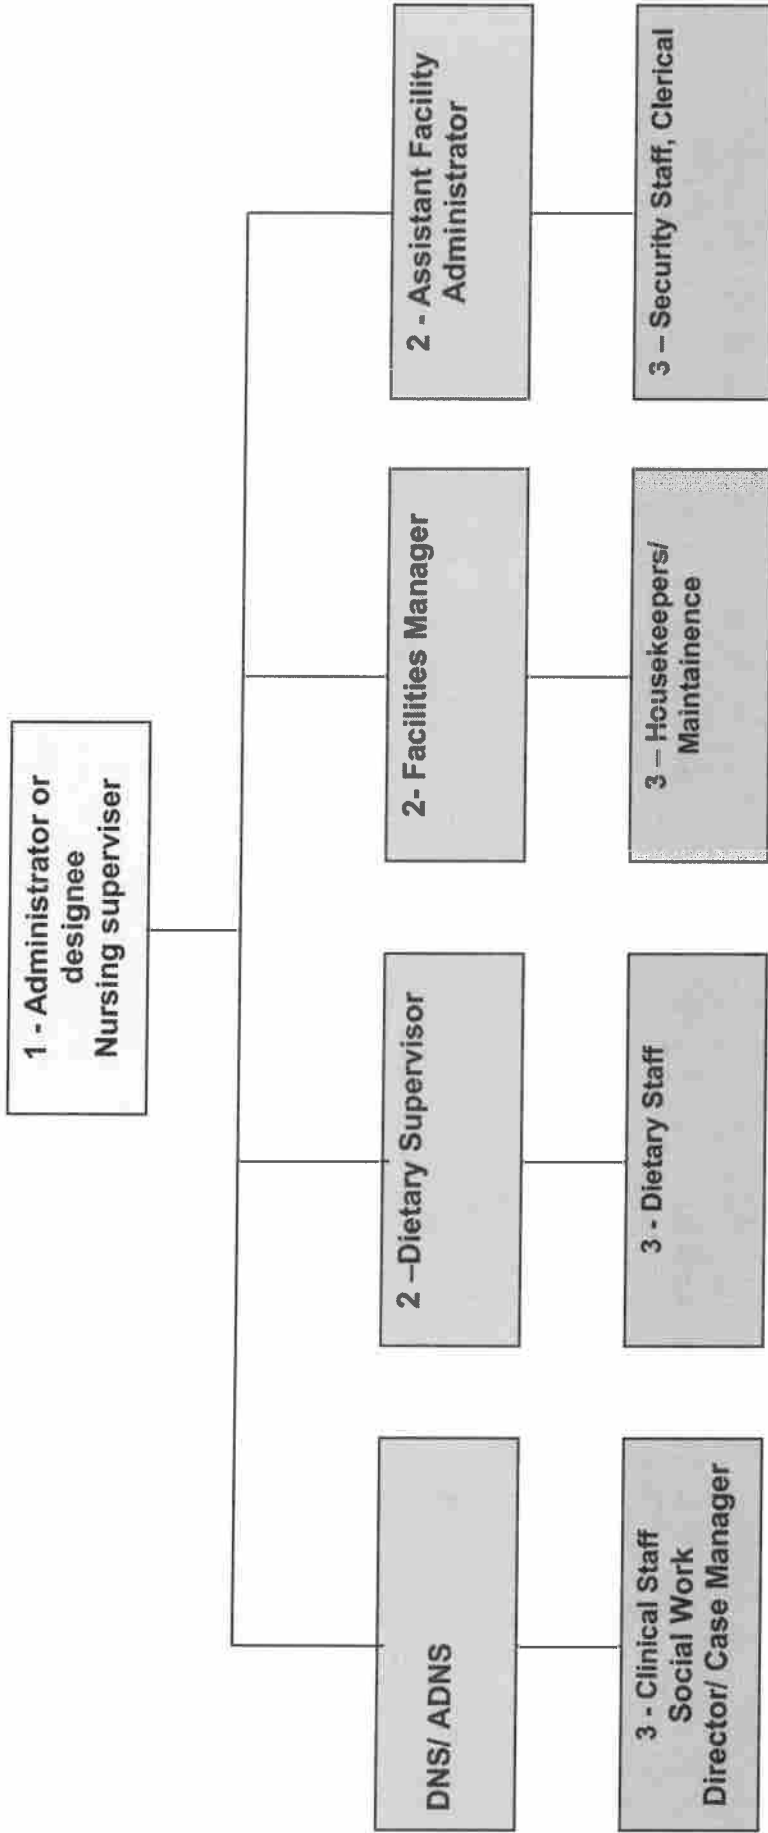 1 - Administrator or
designee
Nursing superviser
DNS/ ADNS
2 –Dietary Supervisor
2- Facilities Manager
2 - Assistant Facility
Administrator
3 - Clinical Staff
Social Work
Director/ Case Manager
3 - Dietary Staff
3 – Housekeepers/
Maintainence
3 – Security Staff, Clerical